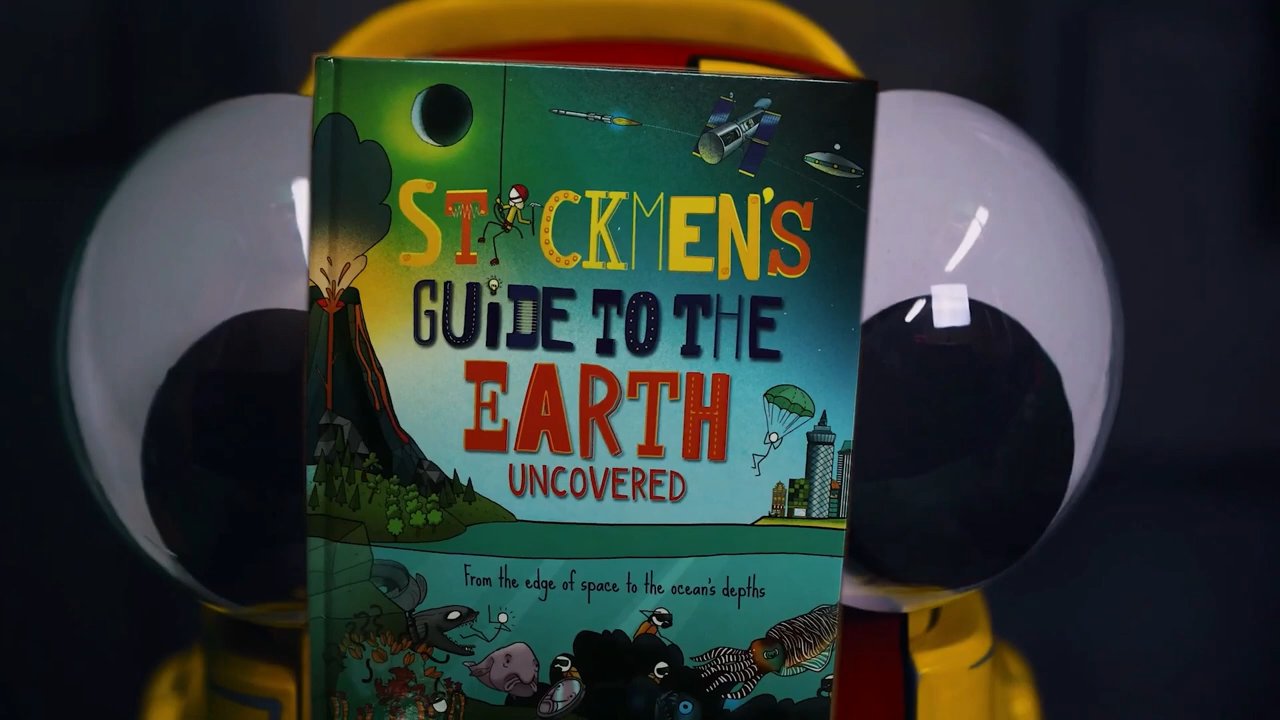 STICKMEN'S
GUIDE TO THE
EARTH
UNCOVERED
From the edge of space to the ocean's depths